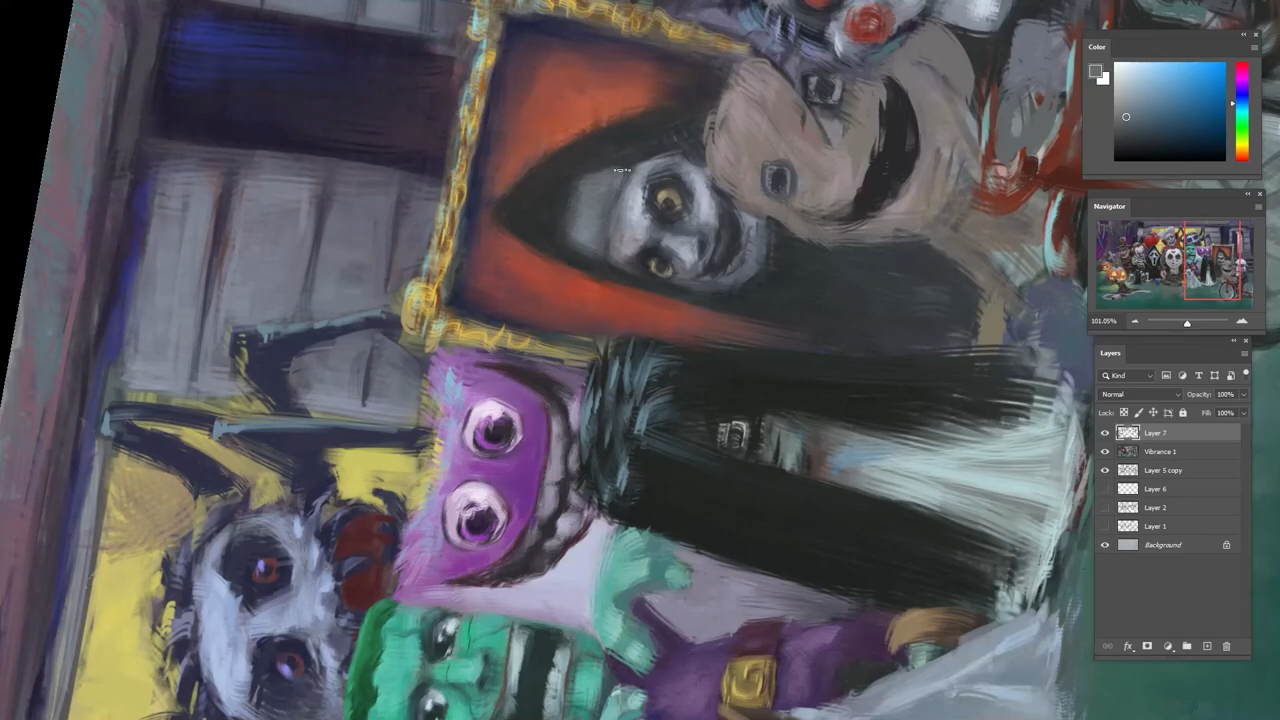 Color
Navigator
101.05%
Layers
Kind
Normal
Opacity: 100%
Lock:
Fill: 100%
Layer 7
Vibrance 1
Layer 5 copy
Layer 6
Layer 2
Layer 1
Background
fx